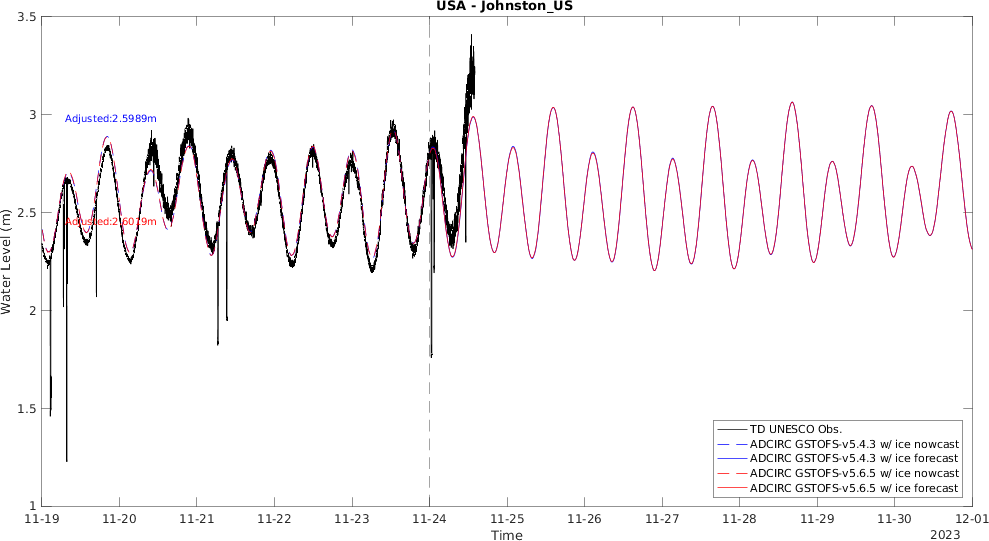 USA - Johnston_US
3.5
3
2.5
2
1.5
1
Water Level (m)
Adjusted:2.5989m
Adjusted:2.6019m
TD UNESCO Obs.
ADCIRC GSTOFS-v5.4.3 w/ ice nowcast
ADCIRC GSTOFS-v5.4.3 w/ ice forecast
ADCIRC GSTOFS-v5.6.5 w/ ice nowcast
ADCIRC GSTOFS-v5.6.5 w/ ice forecast
11-19 11-20 11-21 11-22 11-23 11-24 11-25 11-26 11-27 11-28 11-29 11-30 12-01
Time
2023